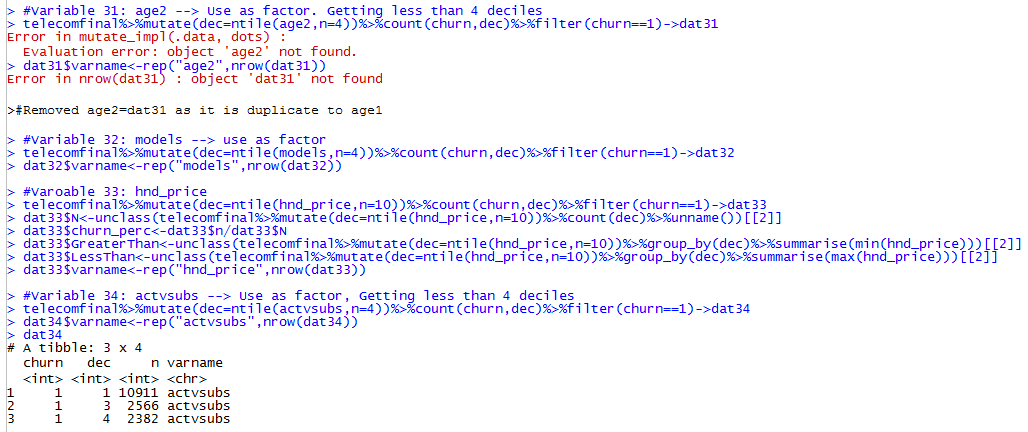 > #Variable 31: age2 --> Use as factor. Getting less than 4 deciles
> telecomfinal%>%mutate(dec=ntile(age2,n=4))%>%count(churn,dec)%>%filter(churn==1)->dat31
Error in mutate_impl(.data, dots) :
  Evaluation error: object 'age2' not found.
> dat31$varname<-rep("age2",nrow(dat31))
Error in nrow(dat31) : object 'dat31' not found
>#Removed age2=dat31 as it is duplicate to age1
> #Variable 32: models --> use as factor
> telecomfinal%>%mutate(dec=ntile(models,n=4))%>%count(churn,dec)%>%filter(churn==1)->dat32
> dat32$varname<-rep("models",nrow(dat32))
> #Varoable 33: hnd_price
> telecomfinal%>%mutate(dec=ntile(hnd_price,n=10))%>%count(churn,dec)%>%filter(churn==1)->dat33
> dat33$N<-unclass(telecomfinal%>%mutate(dec=ntile(hnd_price,n=10))%>%count(dec)%>%unname())[[2]]
> dat33$churn_perc<-dat33$n/dat33$N
> dat33$GreaterThan<-unclass(telecomfinal%>%mutate(dec=ntile(hnd_price,n=10))%>%group_by(dec)%>%summarise(min(hnd_price)))[[2]]
> dat33$LessThan<-unclass(telecomfinal%>%mutate(dec=ntile(hnd_price,n=10))%>%group_by(dec)%>%summarise(max(hnd_price)))[[2]]
> dat33$varname<-rep("hnd_price",nrow(dat33))
> #Variable 34: actvsubs --> Use as factor, Getting less than 4 deciles
> telecomfinal%>%mutate(dec=ntile(actvsubs,n=4))%>%count(churn,dec)%>%filter(churn==1)->dat34
> dat34$varname<-rep("actvsubs",nrow(dat34))
> dat34
# A tibble: 3 x 4
  churn   dec     n varname
  <int> <int> <int> <chr>
1     1     1 10911 actvsubs
2     1     3  2566 actvsubs
3     1     4  2382 actvsubs